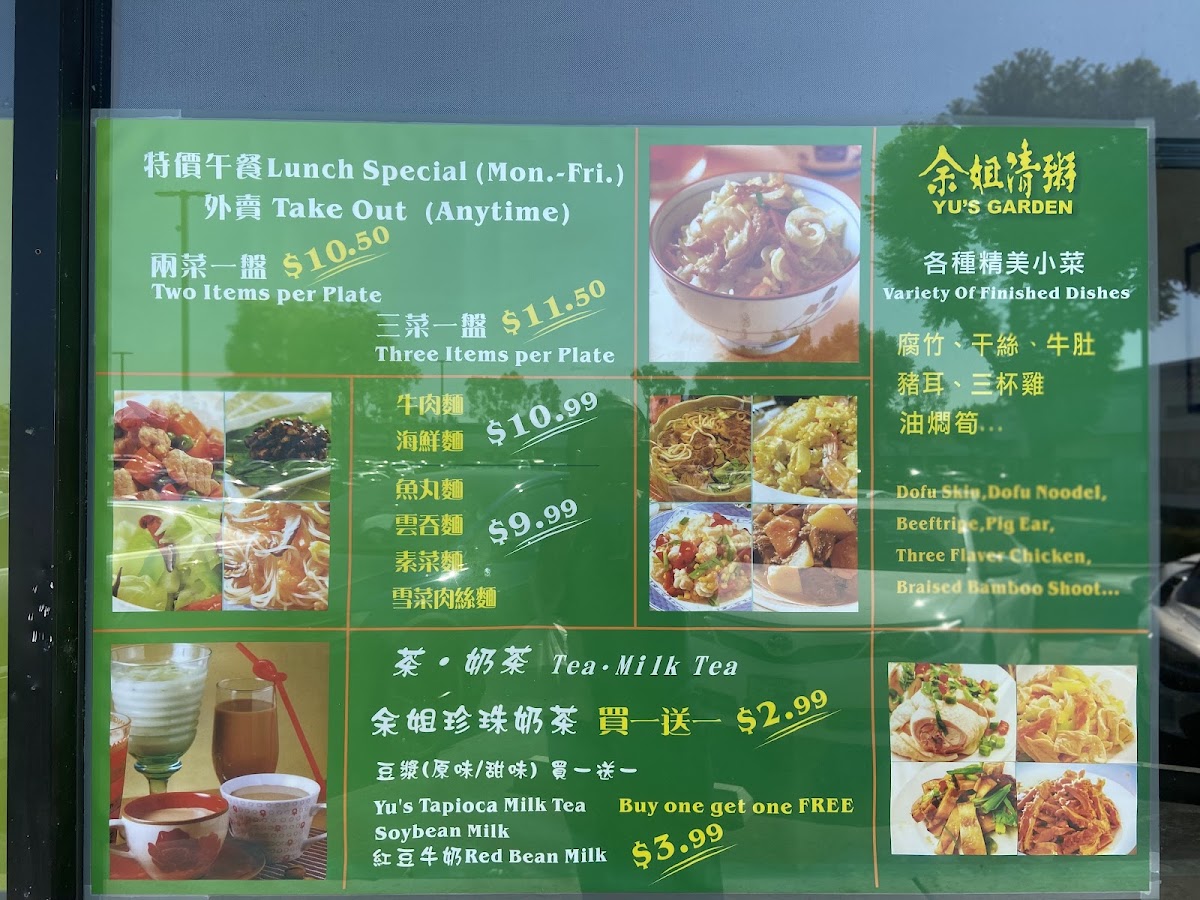 特價午餐Lunch Special (Mon.-Fri.)
外賣 Take Out (Anytime)
兩菜一盤 $10.50
Two Items per Plate
三菜一盤 $11.50
Three Items per Plate
余姐清粥
YU'S GARDEN
各種精美小菜
Variety Of Finished Dishes
腐竹、干絲、牛肚
豬耳、三杯雞
油燜筍...
Dofu Skin,Dofu Noodel,
Beeftripe,Pig Ear,
Three Flaver Chicken,
Braised Bamboo Shoot...
牛肉麵
海鮮麵
$10.99
魚丸麵
雲吞麵
素菜麵
雪菜肉絲麵
$9.99
茶·奶茶 Tea·Milk Tea
余姐珍珠奶茶 買一送一 $2.99
豆漿(原味/甜味) 買一送一
Yu's Tapioca Milk Tea Buy one get one FREE
Soybean Milk
紅豆牛奶Red Bean Milk $3.99